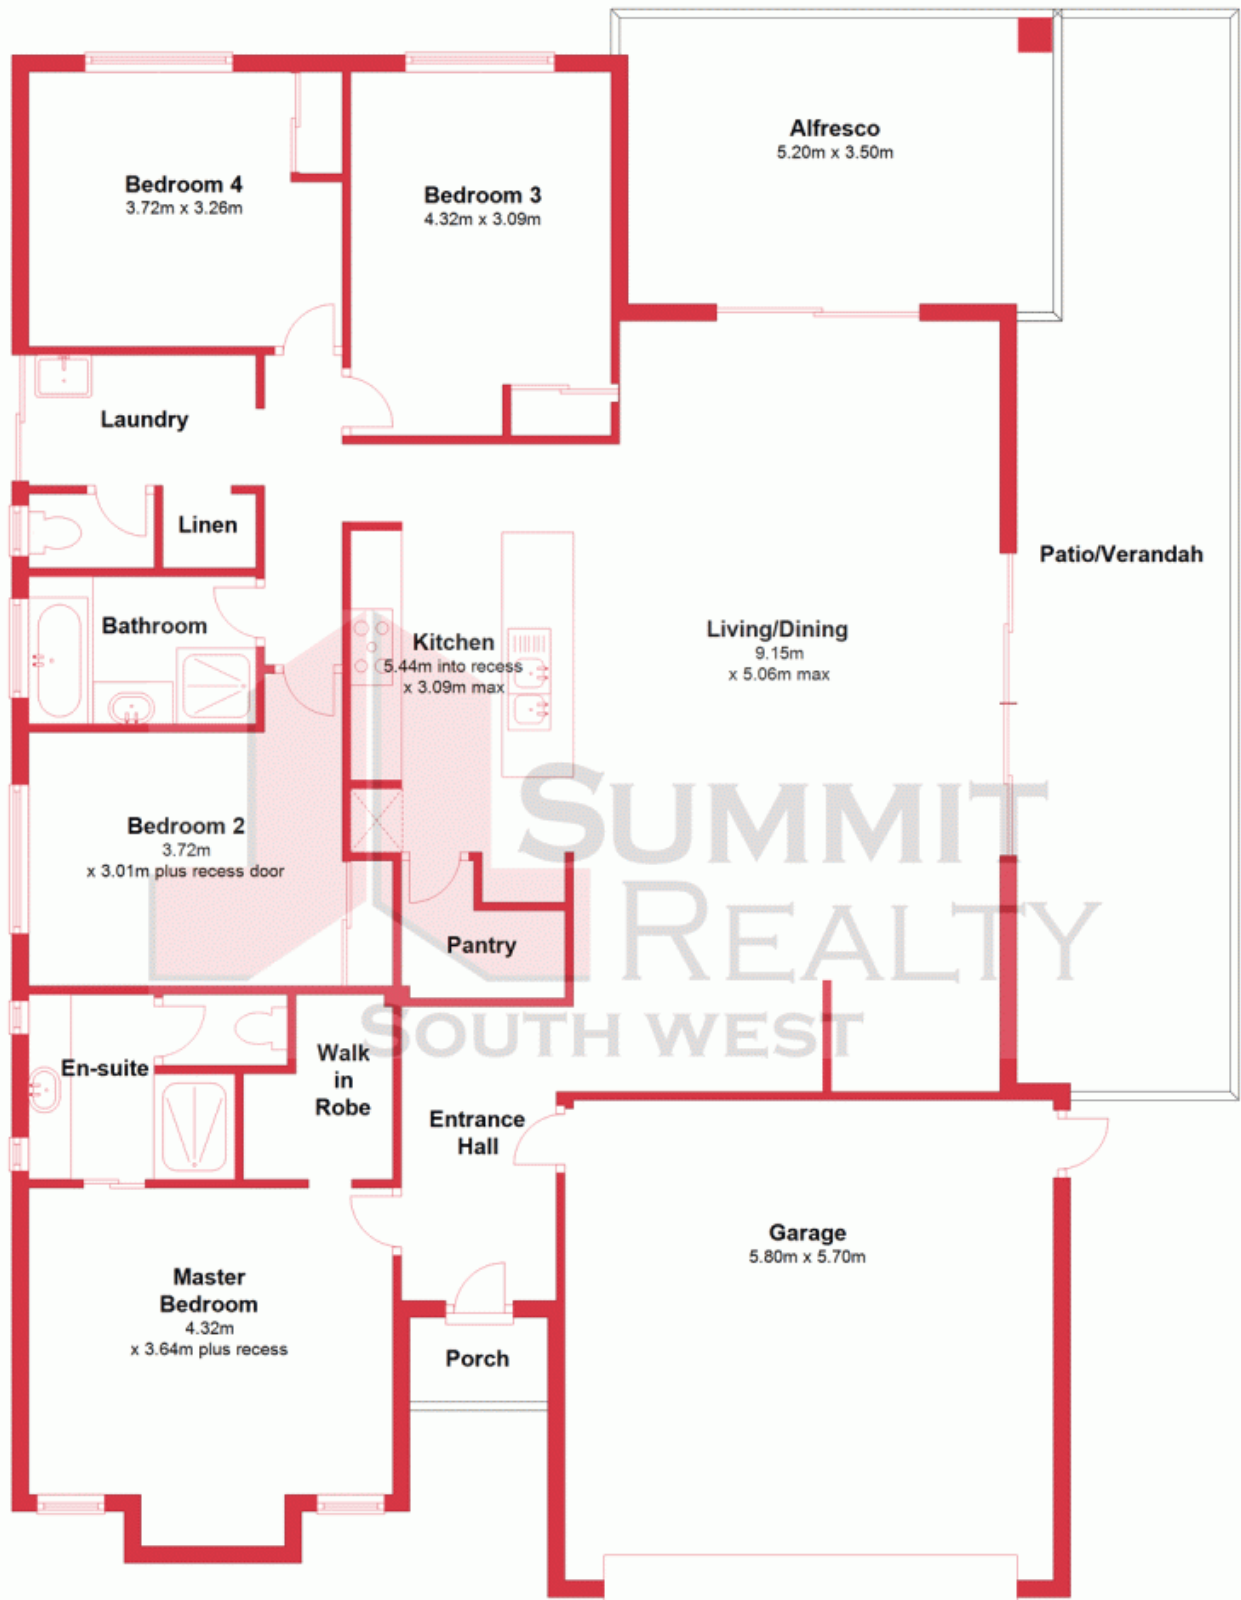 Alfresco
5.20m x 3.50m
Bedroom 4
3.72m x 3.26m
Bedroom 3
4.32m x 3.09m
Laundry
Linen
Patio/Verandah
Bathroom
Kitchen
5.44m into recess
x 3.09m max
Living/Dining
9.15m
x 5.06m max
Bedroom 2
3.72m
x 3.01m plus recess door
SUMMIT
REALTY
SOUTH WEST
Pantry
En-suite
Walk
in
Robe
Entrance
Hall
Garage
5.80m x 5.70m
Master
Bedroom
4.32m
x 3.64m plus recess
Porch